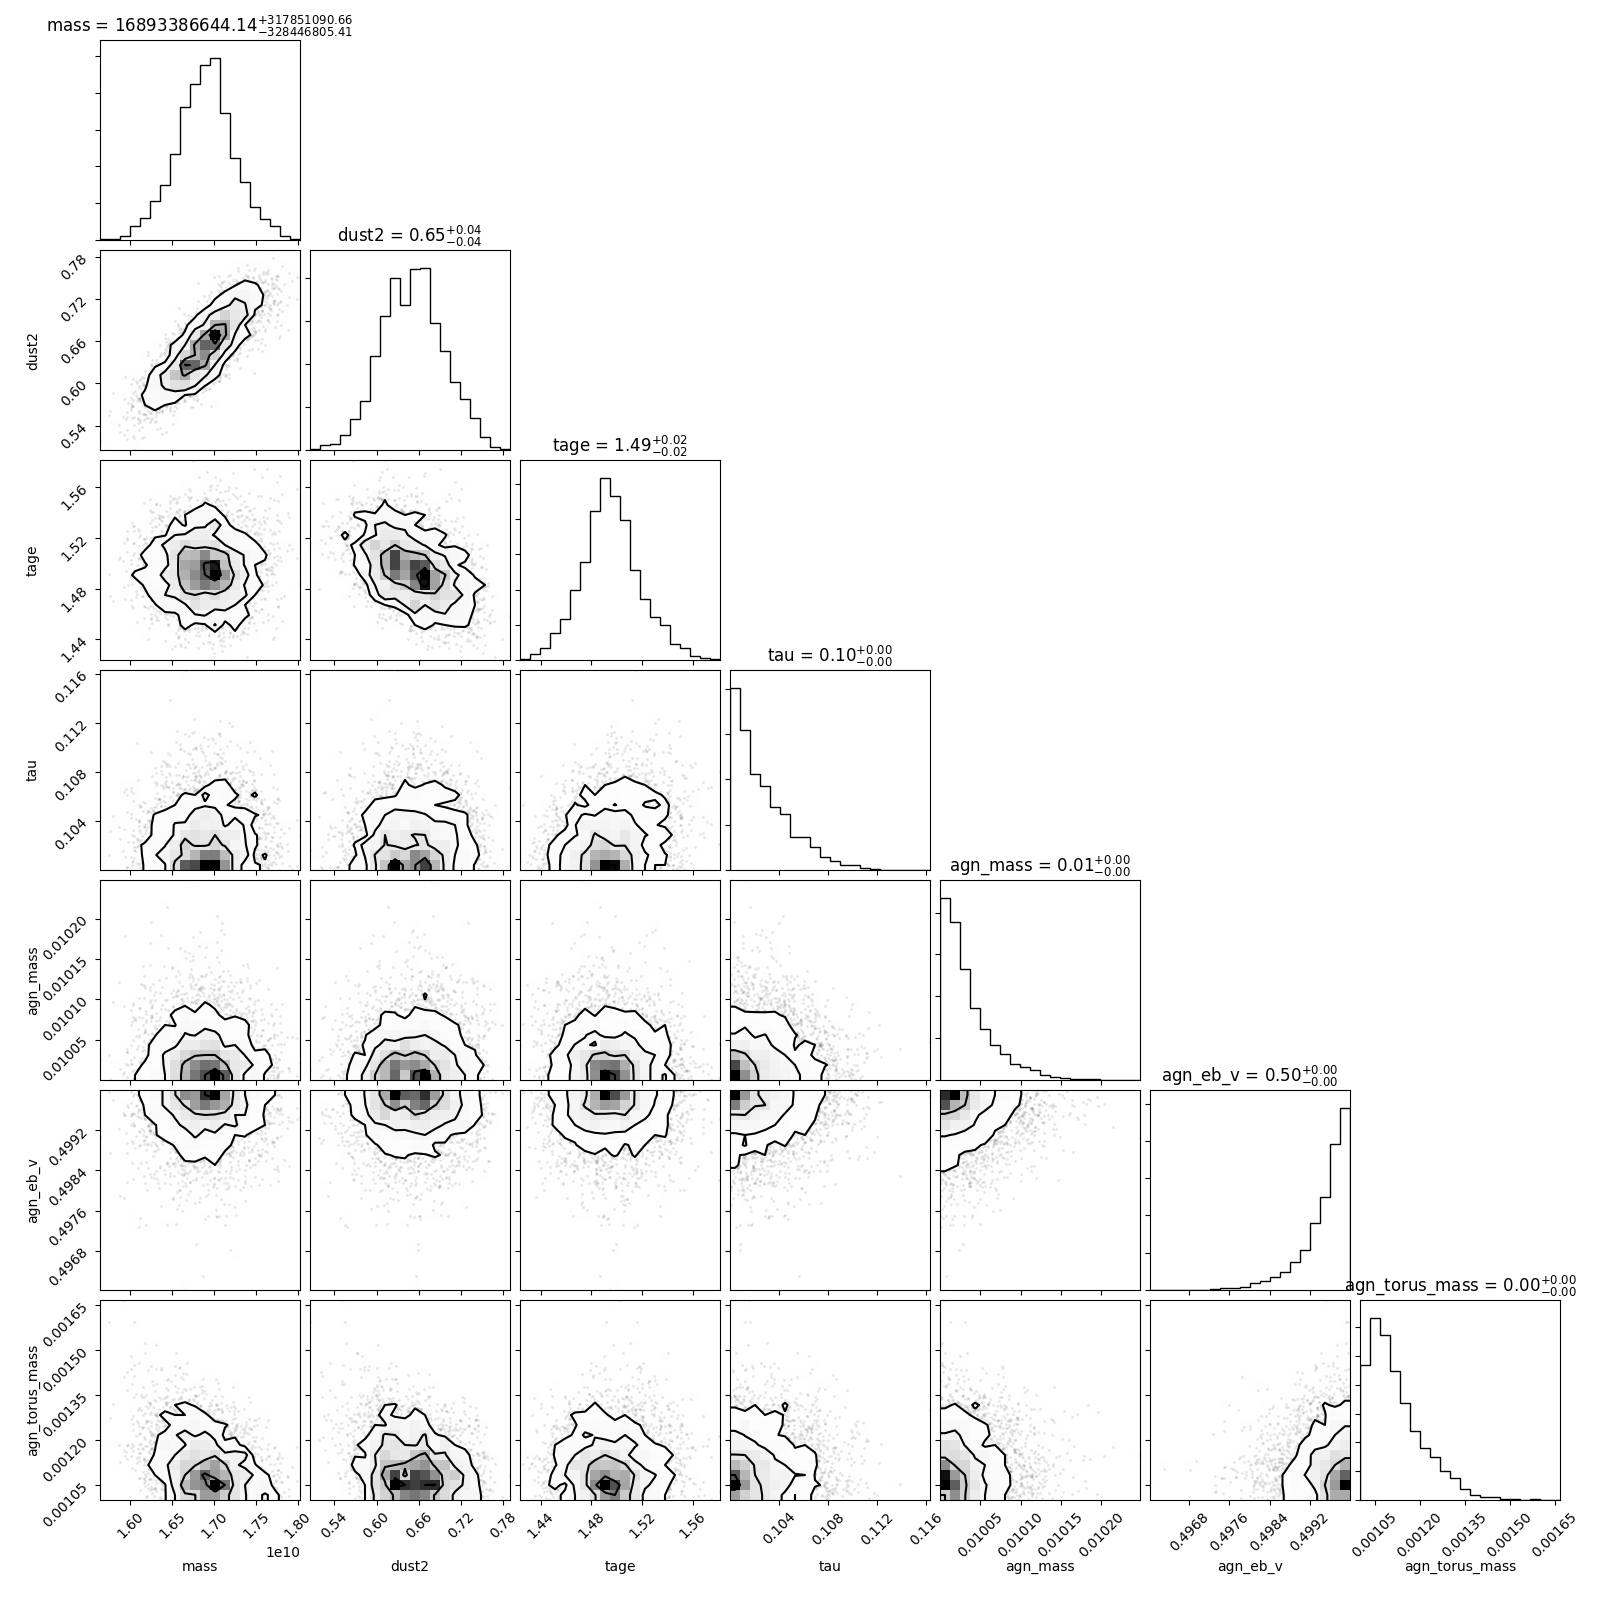 mass = 16893386644.14+317851090.66 −328446805.41
dust2 = 0.65+0.04 −0.04
0.78
0.72
0.66
0.60
0.54
dust2
tage = 1.49+0.02 −0.02
1.56
1.52
1.48
1.44
tage
tau = 0.10+0.00 −0.00
0.116
0.112
0.108
0.104
tau
agn_mass = 0.01+0.00 −0.00
0.01020
0.01015
0.01010
0.01005
agn_mass
agn_eb_v = 0.50+0.00 −0.00
0.4992
0.4984
0.4976
0.4968
agn_eb_v
agn_torus_mass = 0.00+0.00 −0.00
0.00165
0.00150
0.00135
0.00120
0.00105
agn_torus_mass
1.60 1.65 1.70 1.75 1.80 0.54 0.60 0.66 0.72 0.78 1.44 1.48 1.52 1.56 0.104 0.108 0.112 0.116 0.01005 0.01010 0.01015 0.01020 0.4968 0.4976 0.4984 0.4992 0.00105 0.00120 0.00135 0.00150 0.00165
1e10
mass dust2 tage tau agn_mass agn_eb_v agn_torus_mass